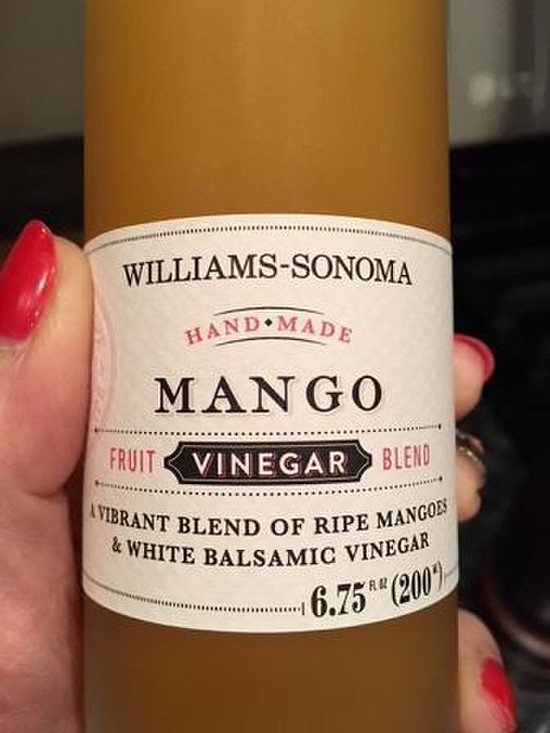 WILLIAMS-SONOMA
HAND◆MADE
MANGO
FRUIT VINEGAR BLEND
A VIBRANT BLEND OF RIPE MANGOES
& WHITE BALSAMIC VINEGAR
6.75 FL OZ (200 ml)